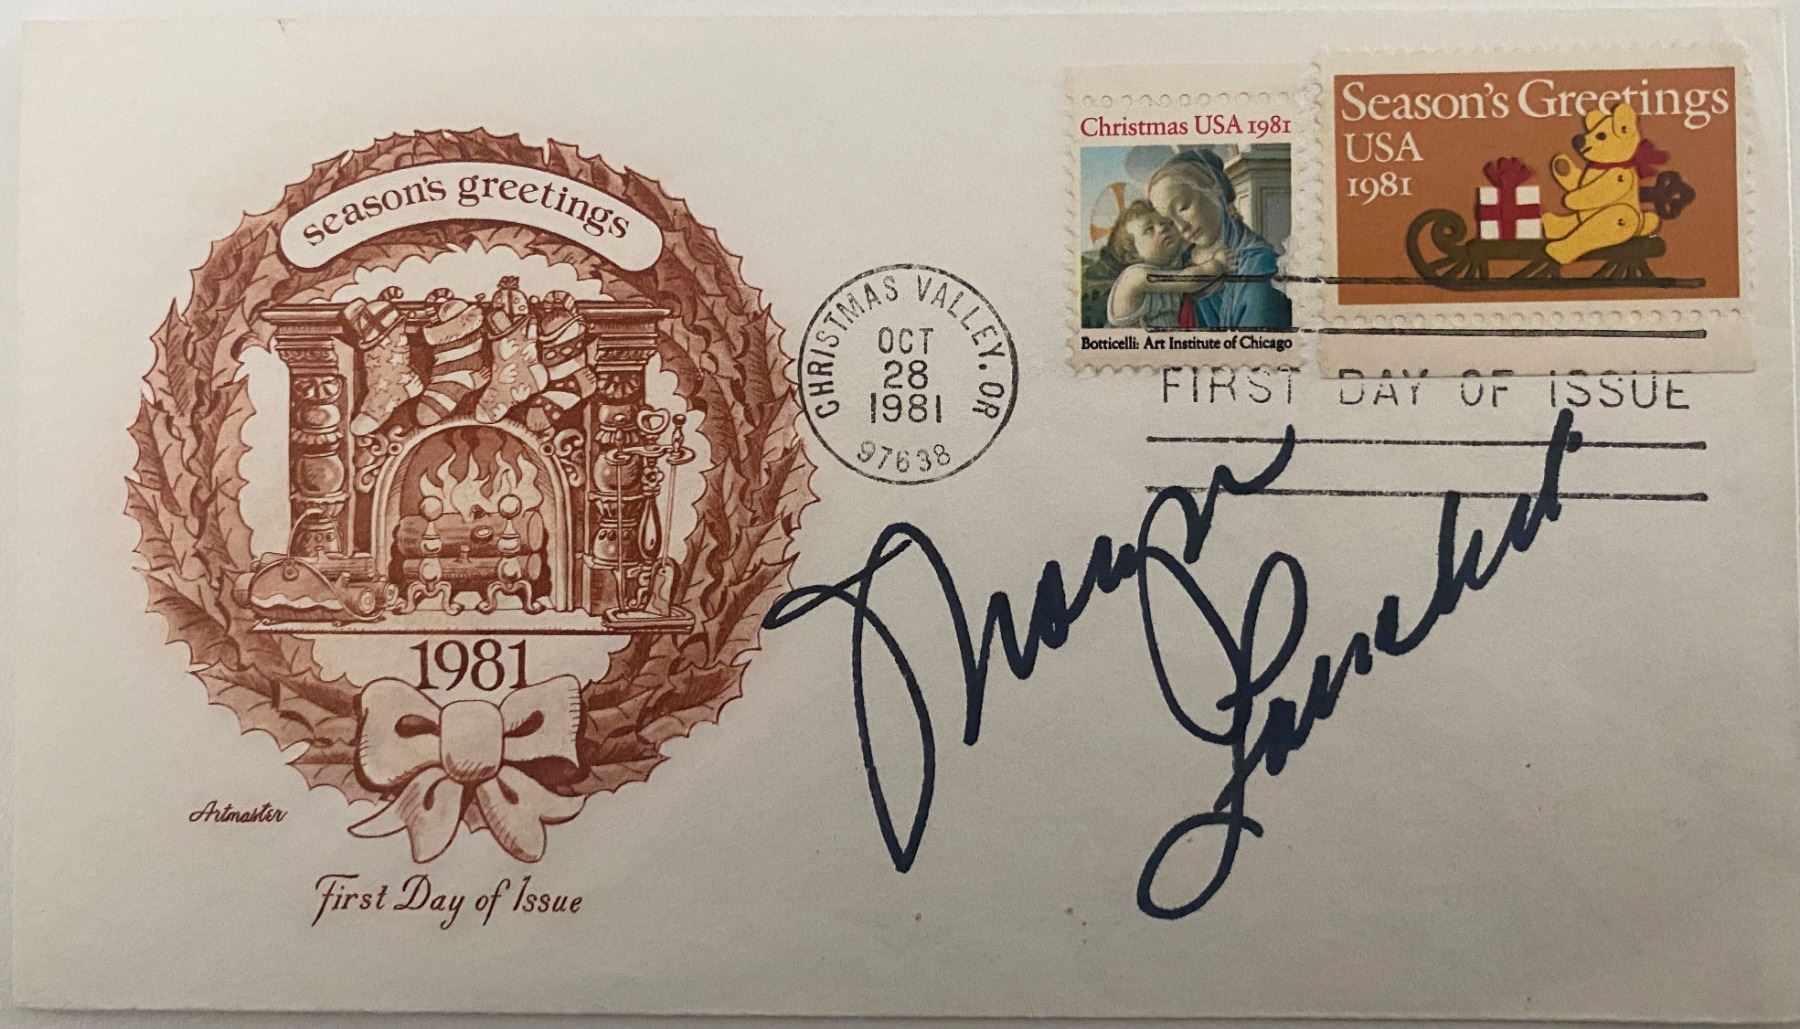 season's greetings
1981
Artmaster
First Day of Issue
CHRISTMAS VALLEY, OR
OCT
28
1981
97638
Christmas USA 1981
Botticelli: Art Institute of Chicago
Season's Greetings
USA
1981
FIRST DAY OF ISSUE